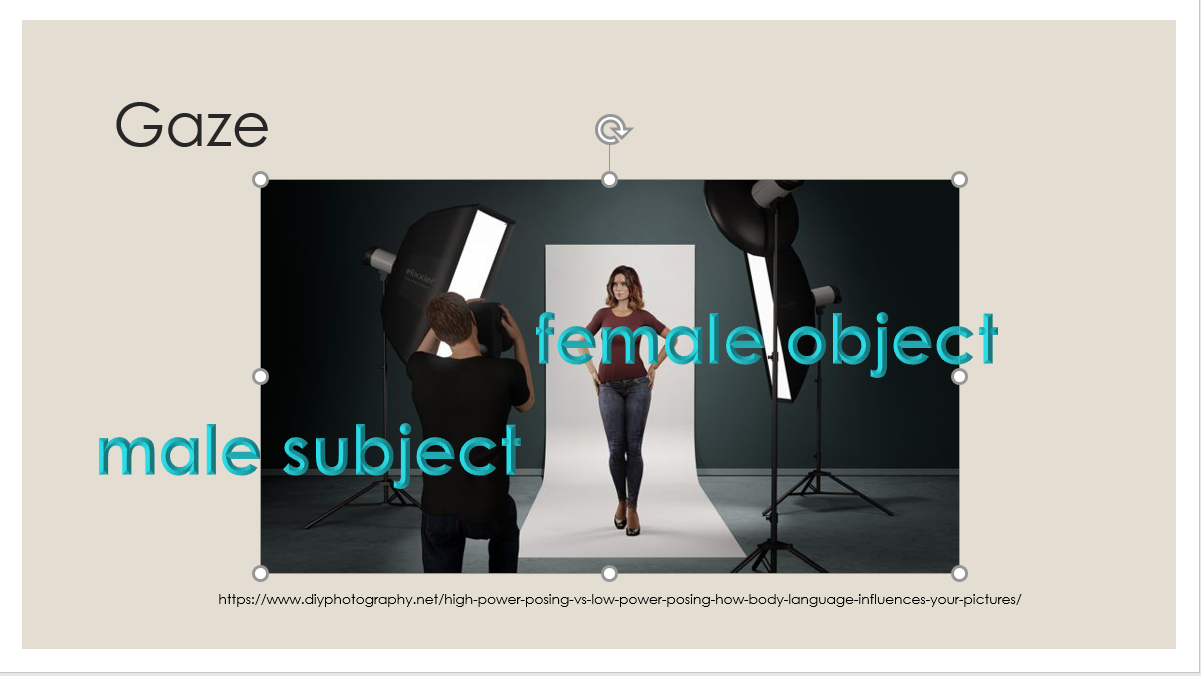 Gaze
female object
male subject
https://www.diyphotography.net/high-power-posing-vs-low-power-posing-how-body-language-influences-your-pictures/